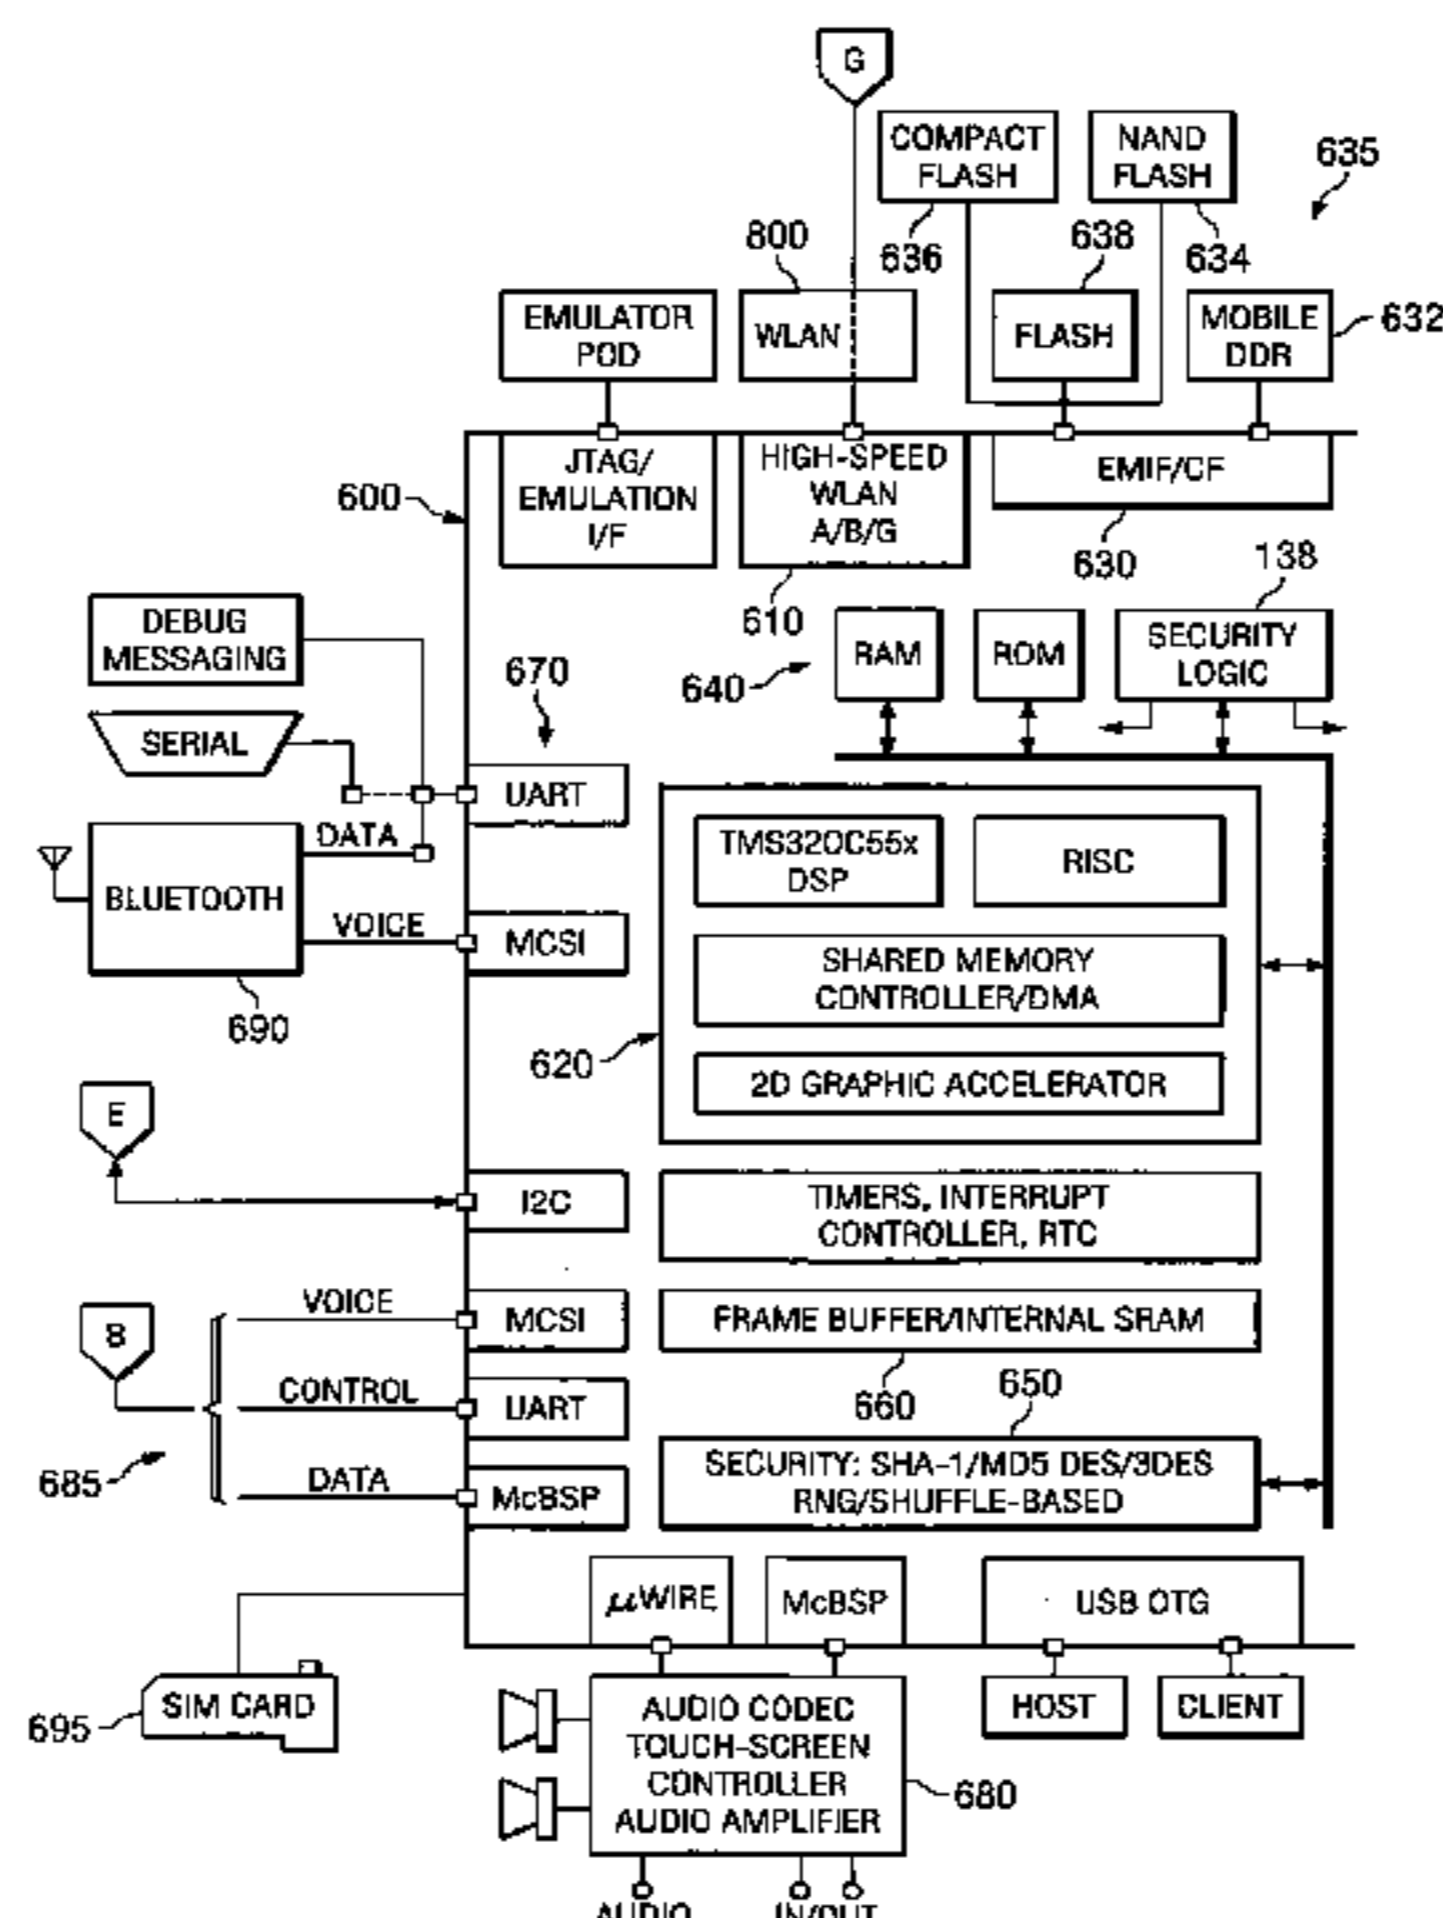 G
COMPACT
FLASH
NAND
FLASH
635
800
636
638
634
EMULATOR
POD
WLAN
FLASH
MOBILE
DDR
632
JTAG/
EMULATION
I/F
HIGH-SPEED
WLAN
A/B/G
EMIF/CF
600
630
138
610
DEBUG
MESSAGING
670
640
RAM
ROM
SECURITY
LOGIC
SERIAL
UART
DATA
BLUETOOTH
VOICE
MCSI
690
TMS320C55x
DSP
RISC
SHARED MEMORY
CONTROLLER/DMA
620
2D GRAPHIC ACCELERATOR
E
I2C
TIMERS, INTERRUPT
CONTROLLER, RTC
VOICE
MCSI
FRAME BUFFER/INTERNAL SRAM
B
CONTROL
UART
660
650
685
DATA
McBSP
SECURITY: SHA-1/MD5 DES/3DES
RNG/SHUFFLE-BASED
μWIRE
McBSP
USB OTG
SIM CARD
695
AUDIO CODEC
TOUCH-SCREEN
CONTROLLER
AUDIO AMPLIFIER
680
HOST
CLIENT
AUDIO
IN/OUT